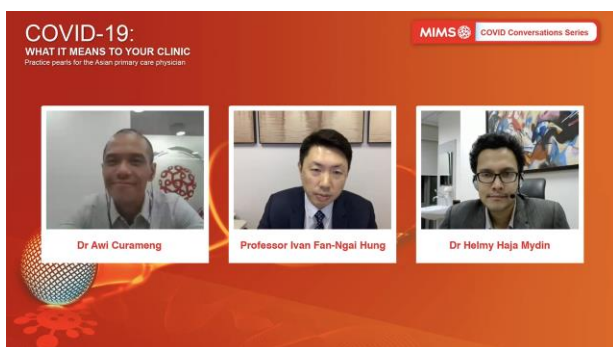 COVID-19:
WHAT IT MEANS TO YOUR CLINIC
Practice pearls for the Asian primary care physician
MIMS COVID Conversations Series
Dr Awi Curameng
Professor Ivan Fan-Ngai Hung
Dr Helmy Haja Mydin